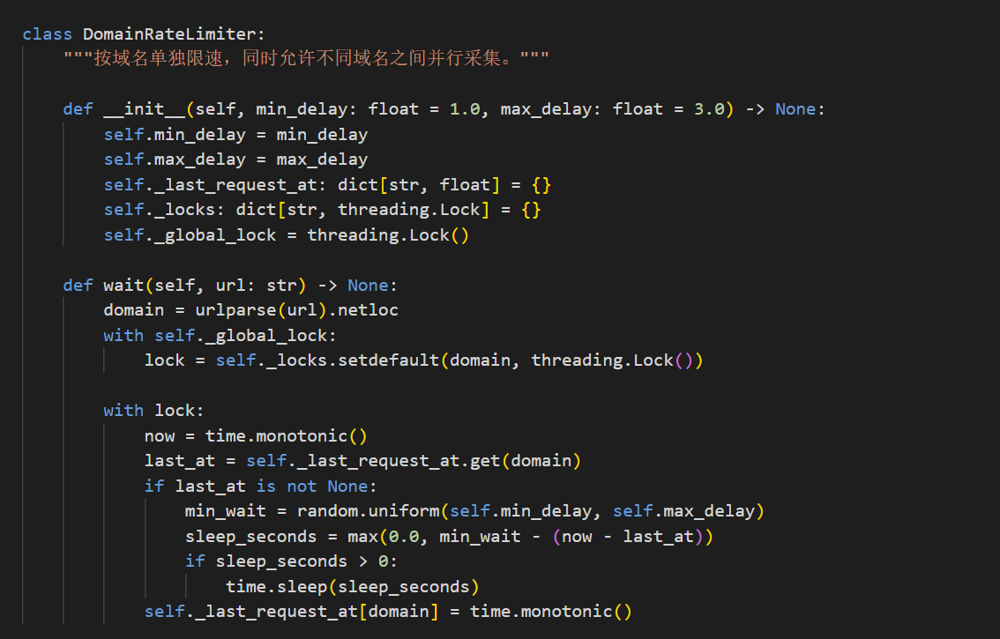 class DomainRateLimiter:
    """按域名单独限速，同时允许不同域名之间并行采集。"""
    def __init__(self, min_delay: float = 1.0, max_delay: float = 3.0) -> None:
        self.min_delay = min_delay
        self.max_delay = max_delay
        self._last_request_at: dict[str, float] = {}
        self._locks: dict[str, threading.Lock] = {}
        self._global_lock = threading.Lock()
    def wait(self, url: str) -> None:
        domain = urlparse(url).netloc
        with self._global_lock:
            lock = self._locks.setdefault(domain, threading.Lock())
        with lock:
            now = time.monotonic()
            last_at = self._last_request_at.get(domain)
            if last_at is not None:
                min_wait = random.uniform(self.min_delay, self.max_delay)
                sleep_seconds = max(0.0, min_wait - (now - last_at))
                if sleep_seconds > 0:
                    time.sleep(sleep_seconds)
            self._last_request_at[domain] = time.monotonic()